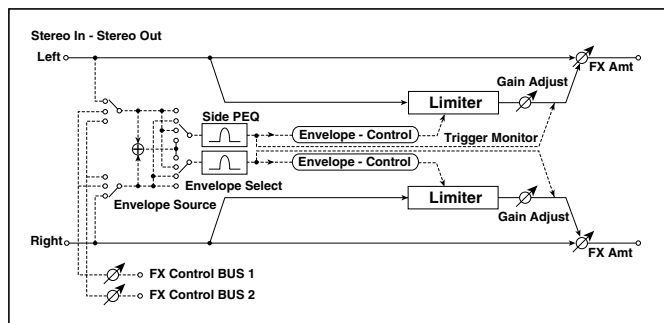 Stereo In - Stereo Out
Left
FX Amt
Gain Adjust
Limiter
Side PEQ
Envelope - Control
Trigger Monitor
Envelope - Control
Envelope Select
Envelope Source
Limiter
Gain Adjust
Right
FX Amt
FX Control BUS 1
FX Control BUS 2